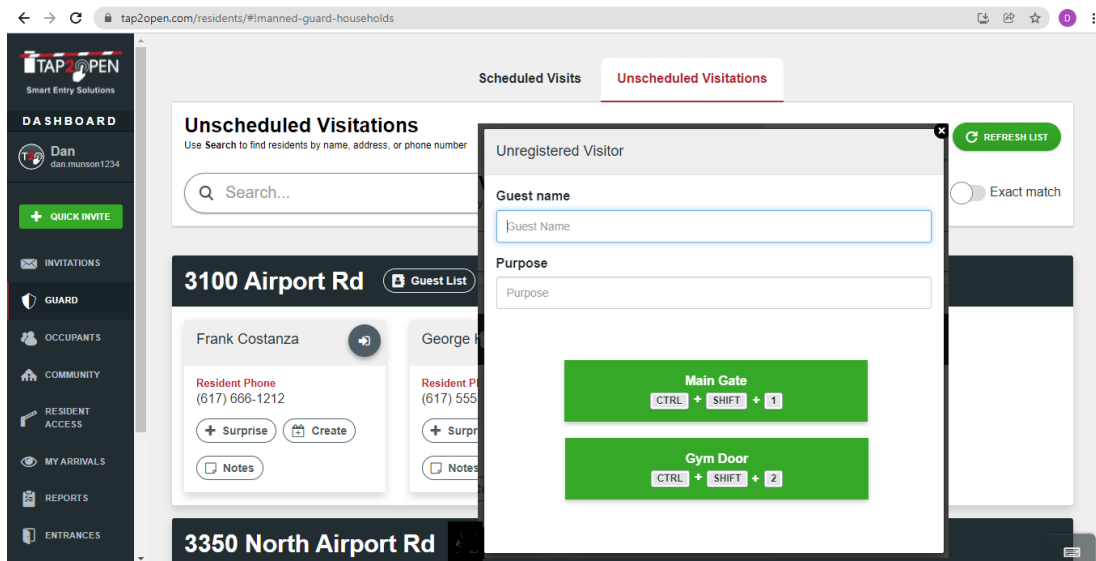 tap2open.com/residents/#!manned-guard-households
D
TAP2OPEN
Smart Entry Solutions
DASHBOARD
T2O
Dan
dan.munson1234
QUICK INVITE
INVITATIONS
GUARD
OCCUPANTS
COMMUNITY
RESIDENT
ACCESS
MY ARRIVALS
REPORTS
ENTRANCES
Scheduled Visits
Unscheduled Visitations
Unscheduled Visitations
Use Search to find residents by name, address, or phone number
REFRESH LIST
Search...
Exact match
3100 Airport Rd
Guest List
Frank Costanza
Resident Phone
(617) 666-1212
+ Surprise
Create
Notes
George
Resident
(617) 555
+ Surpr
Notes
3350 North Airport Rd
Unregistered Visitor
Guest name
Guest Name
Purpose
Purpose
Main Gate
CTRL + SHIFT + 1
Gym Door
CTRL + SHIFT + 2